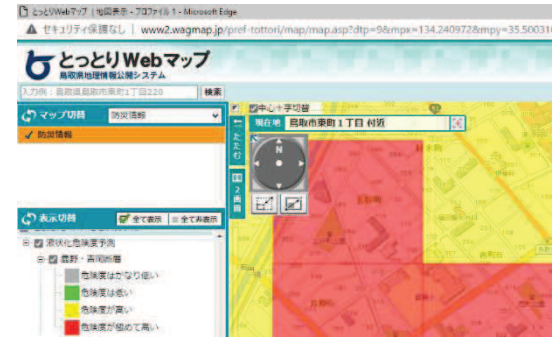 とっとりWebマップ | 地図表示 - プロファイル 1 - Microsoft Edge
セキュリティ保護なし | www2.wagmap.jp/pref-tottori/map/map.asp?dtp=9&mpx=134.240972&mpy=35.50031
とっとりWebマップ
鳥取県地理情報公開システム
入力例：鳥取県鳥取市東町1丁目220 検索
マップ切替 防災情報
防災情報
中心十字切替
現在地 鳥取市東町1丁目 付近
たたむ
2画面
N
表示切替 全て表示 全て非表示
液状化危険度予測
鹿野・吉岡断層
危険度はかなり低い
危険度は低い
危険度が高い
危険度が極めて高い